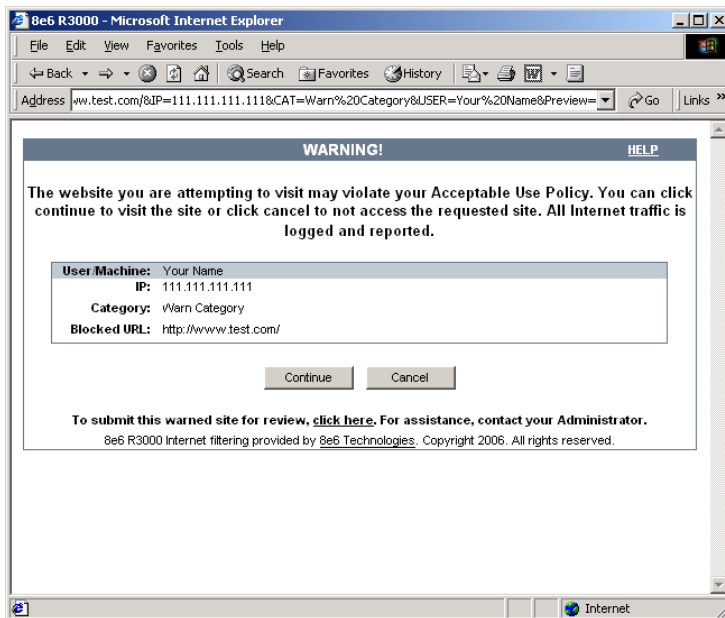 8e6 R3000 - Microsoft Internet Explorer
File Edit View Favorites Tools Help
Back Search Favorites History
Address ww.test.com/&IP=111.111.111.111&CAT=Warn%20Category&USER=Your%20Name&Preview= Go Links »
WARNING! HELP
The website you are attempting to visit may violate your Acceptable Use Policy. You can click
continue to visit the site or click cancel to not access the requested site. All Internet traffic is
logged and reported.
User/Machine: Your Name
IP: 111.111.111.111
Category: Warn Category
Blocked URL: http://www.test.com/
Continue Cancel
To submit this warned site for review, click here. For assistance, contact your Administrator.
8e6 R3000 Internet filtering provided by 8e6 Technologies. Copyright 2006. All rights reserved.
Internet